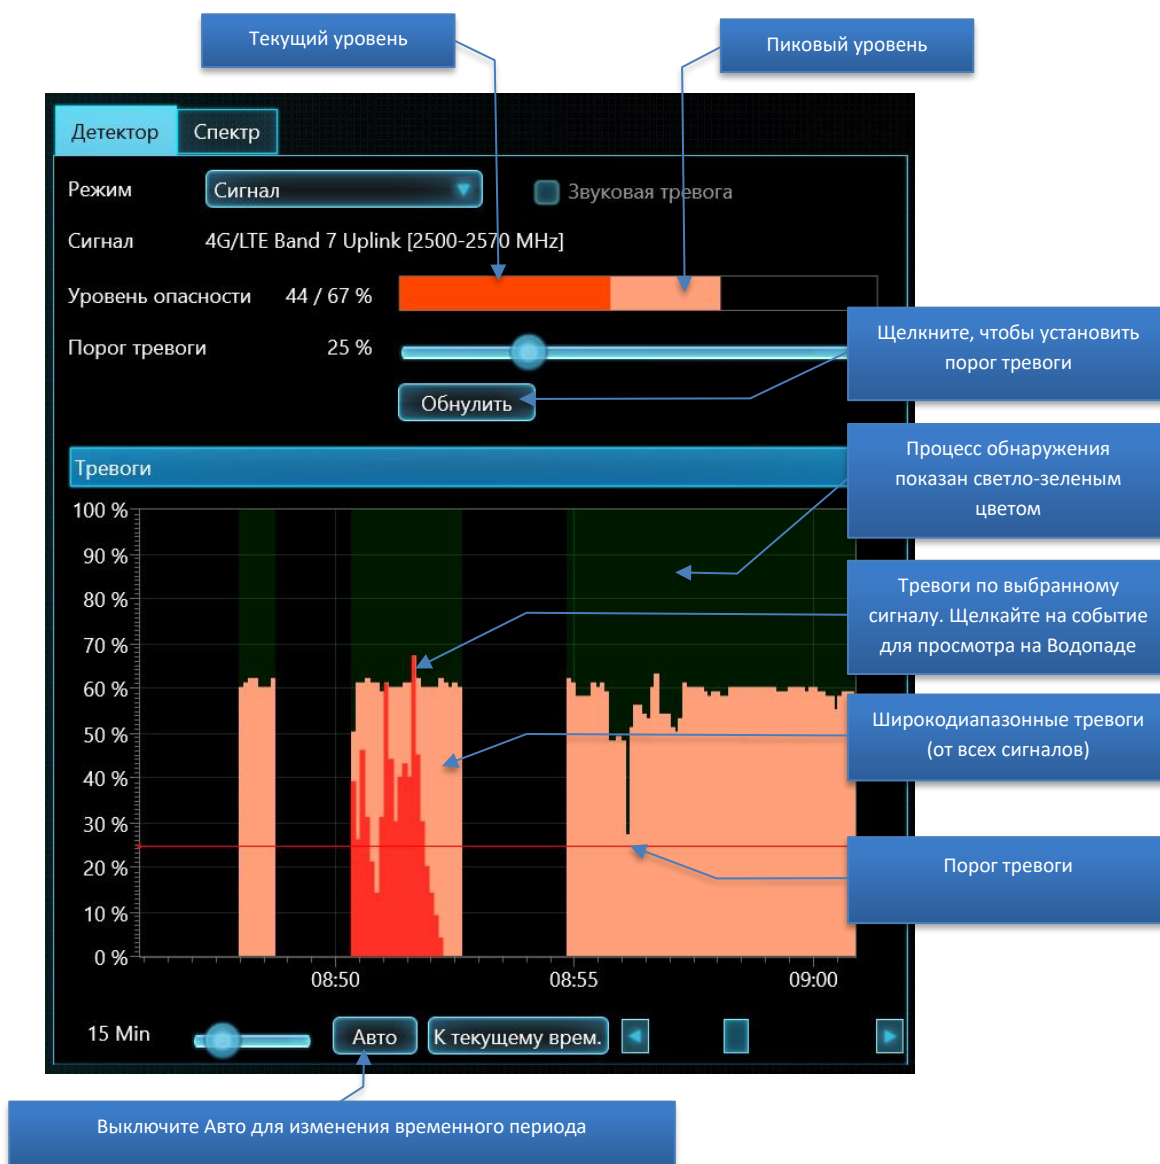 Текущий уровень
Пиковый уровень
Детектор
Спектр
Режим
Сигнал
Звуковая тревога
Сигнал
4G/LTE Band 7 Uplink [2500-2570 MHz]
Уровень опасности
44 / 67 %
Порог тревоги
25 %
Обнулить
Щелкните, чтобы установить
порог тревоги
Тревоги
Процесс обнаружения
показан светло-зеленым
цветом
100 %
90 %
80 %
70 %
60 %
50 %
40 %
30 %
20 %
10 %
0 %
Тревоги по выбранному
сигналу. Щелкайте на событие
для просмотра на Водопаде
Широкодиапазонные тревоги
(от всех сигналов)
Порог тревоги
08:50
08:55
09:00
15 Min
Авто
К текущему врем.
Выключите Авто для изменения временного периода